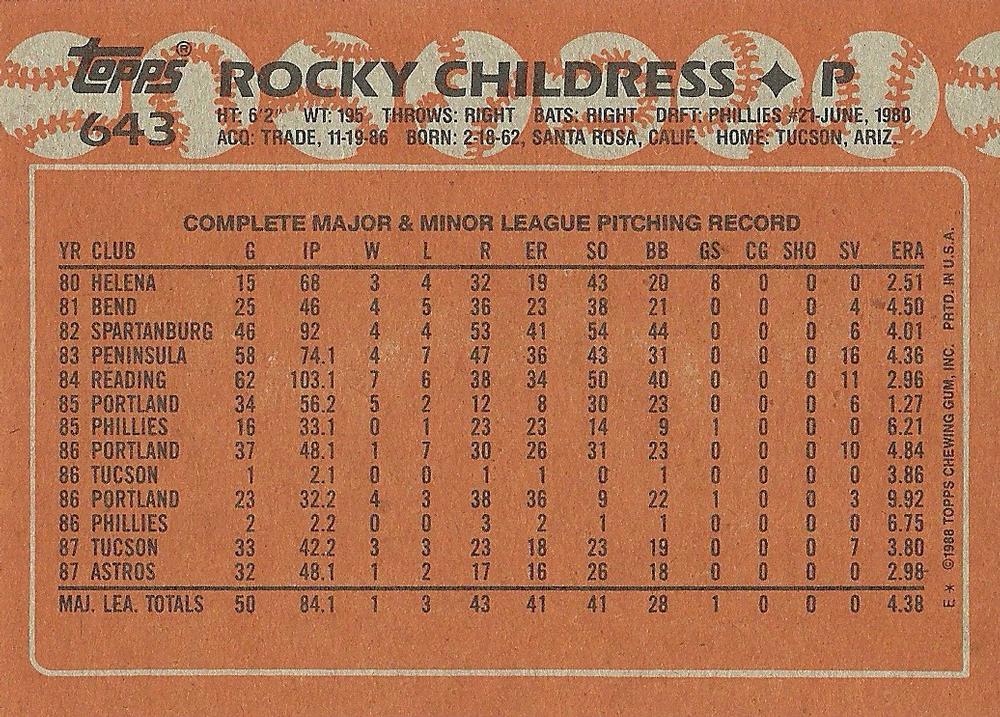 Topps® ROCKY CHILDRESS ✦ P
643 HT: 6'2" WT: 195 THROWS: RIGHT BATS: RIGHT DRFT: PHILLIES #21-JUNE, 1980
ACQ: TRADE, 11-19-86 BORN: 2-18-62, SANTA ROSA, CALIF. HOME: TUCSON, ARIZ.
COMPLETE MAJOR & MINOR LEAGUE PITCHING RECORD
YR CLUB G IP W L R ER SO BB GS CG SHO SV ERA
80 HELENA 15 68 3 4 32 19 43 20 8 0 0 0 2.51
81 BEND 25 46 4 5 36 23 38 21 0 0 0 4 4.50
82 SPARTANBURG 46 92 4 4 53 41 54 44 0 0 0 6 4.01
83 PENINSULA 58 74.1 4 7 47 36 43 31 0 0 0 16 4.36
84 READING 62 103.1 7 6 38 34 50 40 0 0 0 11 2.96
85 PORTLAND 34 56.2 5 2 12 8 30 23 0 0 0 6 1.27
85 PHILLIES 16 33.1 0 1 23 23 14 9 1 0 0 0 6.21
86 PORTLAND 37 48.1 1 7 30 26 31 23 0 0 0 10 4.84
86 TUCSON 1 2.1 0 0 1 1 0 1 0 0 0 0 3.86
86 PORTLAND 23 32.2 4 3 38 36 9 22 1 0 0 3 9.92
86 PHILLIES 2 2.2 0 0 3 2 1 1 0 0 0 0 6.75
87 TUCSON 33 42.2 3 3 23 18 23 19 0 0 0 7 3.80
87 ASTROS 32 48.1 1 2 17 16 26 18 0 0 0 0 2.98
MAJ. LEA. TOTALS 50 84.1 1 3 43 41 41 28 1 0 0 0 4.38
E * ©1988 TOPPS CHEWING GUM, INC. PRTD. IN U.S.A.